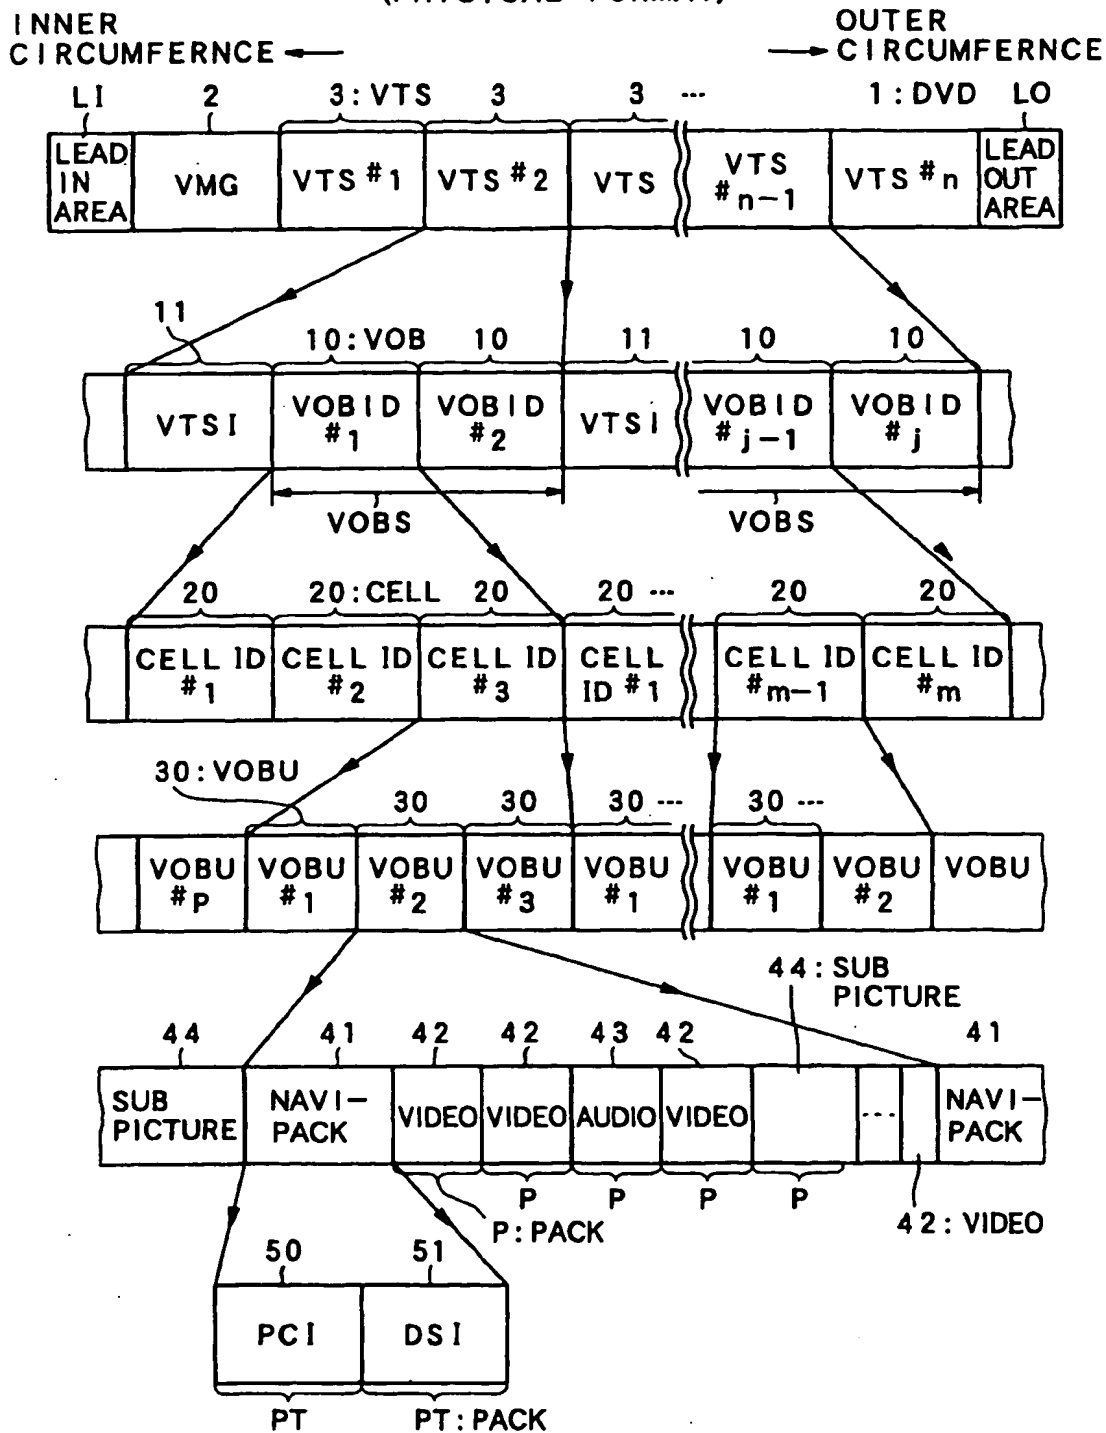 INNER
CIRCUMFERNCE
OUTER
CIRCUMFERNCE
LI 2 3:VTS 3 3 ... 1:DVD LO
LEAD
IN
AREA
VMG
VTS #1
VTS #2
VTS
VTS
#n-1
VTS #n
LEAD
OUT
AREA
11 10:VOB 10 11 10 10
VTSI
VOBID
#1
VOBID
#2
VTSI
VOBID
#j-1
VOBID
#j
VOBS VOBS
20 20:CELL 20 20 ... 20 20
CELL ID
#1
CELL ID
#2
CELL ID
#3
CELL
ID #1
CELL ID
#m-1
CELL ID
#m
30:VOBU 30 30 30 ... 30 ...
VOBU
#P
VOBU
#1
VOBU
#2
VOBU
#3
VOBU
#1
VOBU
#1
VOBU
#2
VOBU
44:SUB
PICTURE
44 41 42 42 43 42 41
SUB
PICTURE
NAVI-
PACK
VIDEO
VIDEO
AUDIO
VIDEO
...
NAVI-
PACK
P P P P
P:PACK
42:VIDEO
50 51
PCI
DSI
PT PT:PACK